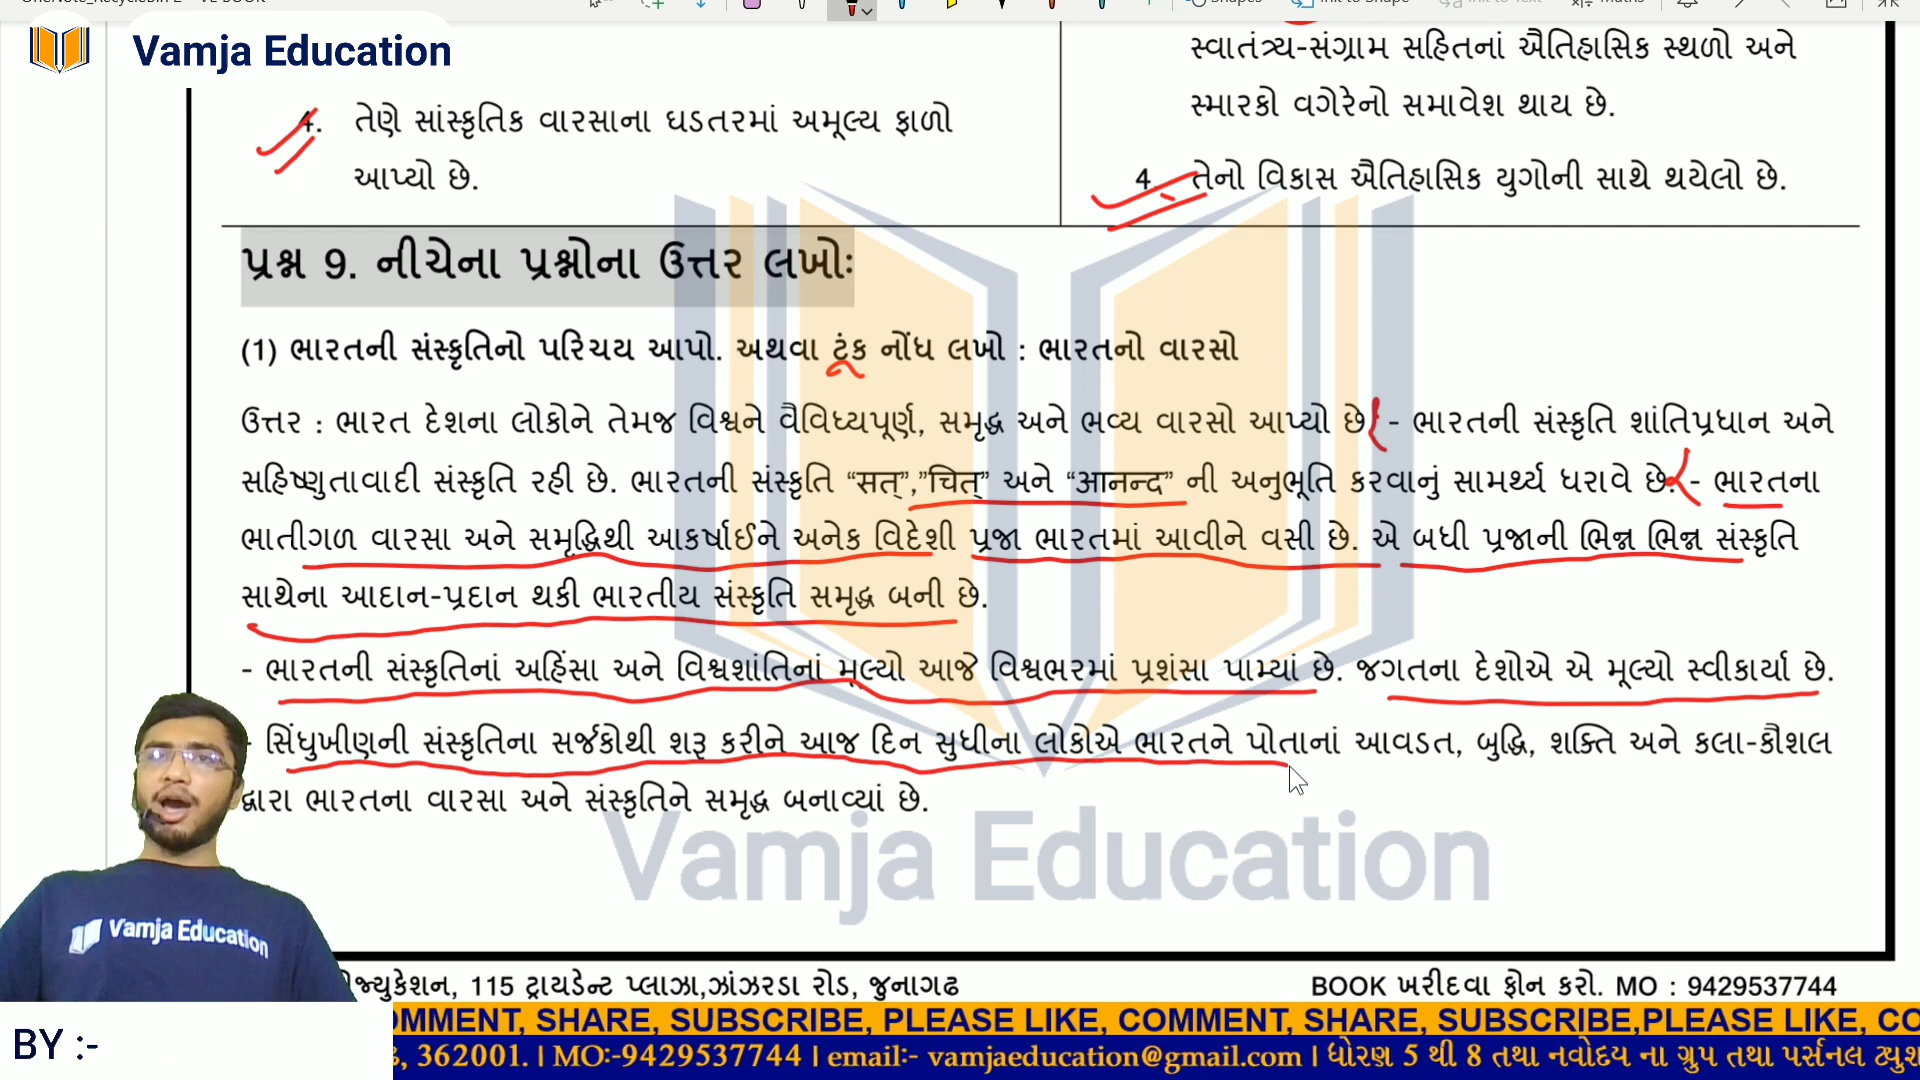 Vamja Education
સ્વાતંત્ર્ય-સંગ્રામ સહિતનાં ઐતિહાસિક સ્થળો અને
સ્મારકો વગેરેનો સમાવેશ થાય છે.
4. તેણે સાંસ્કૃતિક વારસાના ઘડતરમાં અમૂલ્ય ફાળો
આપ્યો છે.
4. તેનો વિકાસ ઐતિહાસિક યુગોની સાથે થયેલો છે.
પ્રશ્ન 9. નીચેના પ્રશ્નોના ઉત્તર લખોઃ
(1) ભારતની સંસ્કૃતિનો પરિચય આપો. અથવા ટૂંક નોંધ લખો : ભારતનો વારસો
ઉત્તર : ભારત દેશના લોકોને તેમજ વિશ્વને વૈવિધ્યપૂર્ણ, સમૃદ્ધ અને ભવ્ય વારસો આપ્યો છે - ભારતની સંસ્કૃતિ શાંતિપ્રધાન અને
સહિષ્ણુતાવાદી સંસ્કૃતિ રહી છે. ભારતની સંસ્કૃતિ “सत्”,”चित्” અને “आनन्द” ની અનુભૂતિ કરવાનું સામર્થ્ય ધરાવે છે. - ભારતના
ભાતીગળ વારસા અને સમૃદ્ધિથી આકર્ષાઈને અનેક વિદેશી પ્રજા ભારતમાં આવીને વસી છે. એ બધી પ્રજાની ભિન્ન ભિન્ન સંસ્કૃતિ
સાથેના આદાન-પ્રદાન થકી ભારતીય સંસ્કૃતિ સમૃદ્ધ બની છે.
- ભારતની સંસ્કૃતિનાં અહિંસા અને વિશ્વશાંતિનાં મૂલ્યો આજે વિશ્વભરમાં પ્રશંસા પામ્યાં છે. જગતના દેશોએ એ મૂલ્યો સ્વીકાર્યા છે.
- સિંધુખીણની સંસ્કૃતિના સર્જકોથી શરૂ કરીને આજ દિન સુધીના લોકોએ ભારતને પોતાનાં આવડત, બુદ્ધિ, શક્તિ અને કલા-કૌશલ
દ્વારા ભારતના વારસા અને સંસ્કૃતિને સમૃદ્ધ બનાવ્યાં છે.
Vamja Education
Vamja Education
115 ટ્રાયડેન્ટ પ્લાઝા,ઝાંઝરડા રોડ, જુનાગઢ
BOOK ખરીદવા ફોન કરો. MO : 9429537744
COMMENT, SHARE, SUBSCRIBE, PLEASE LIKE, COMMENT, SHARE, SUBSCRIBE,PLEASE LIKE, CO
BY :-
362001. | MO:-9429537744 | email:- vamjaeducation@gmail.com | ધોરણ 5 થી 8 તથા નવોદય ના ગ્રુપ તથા પર્સનલ ટ્યુશ